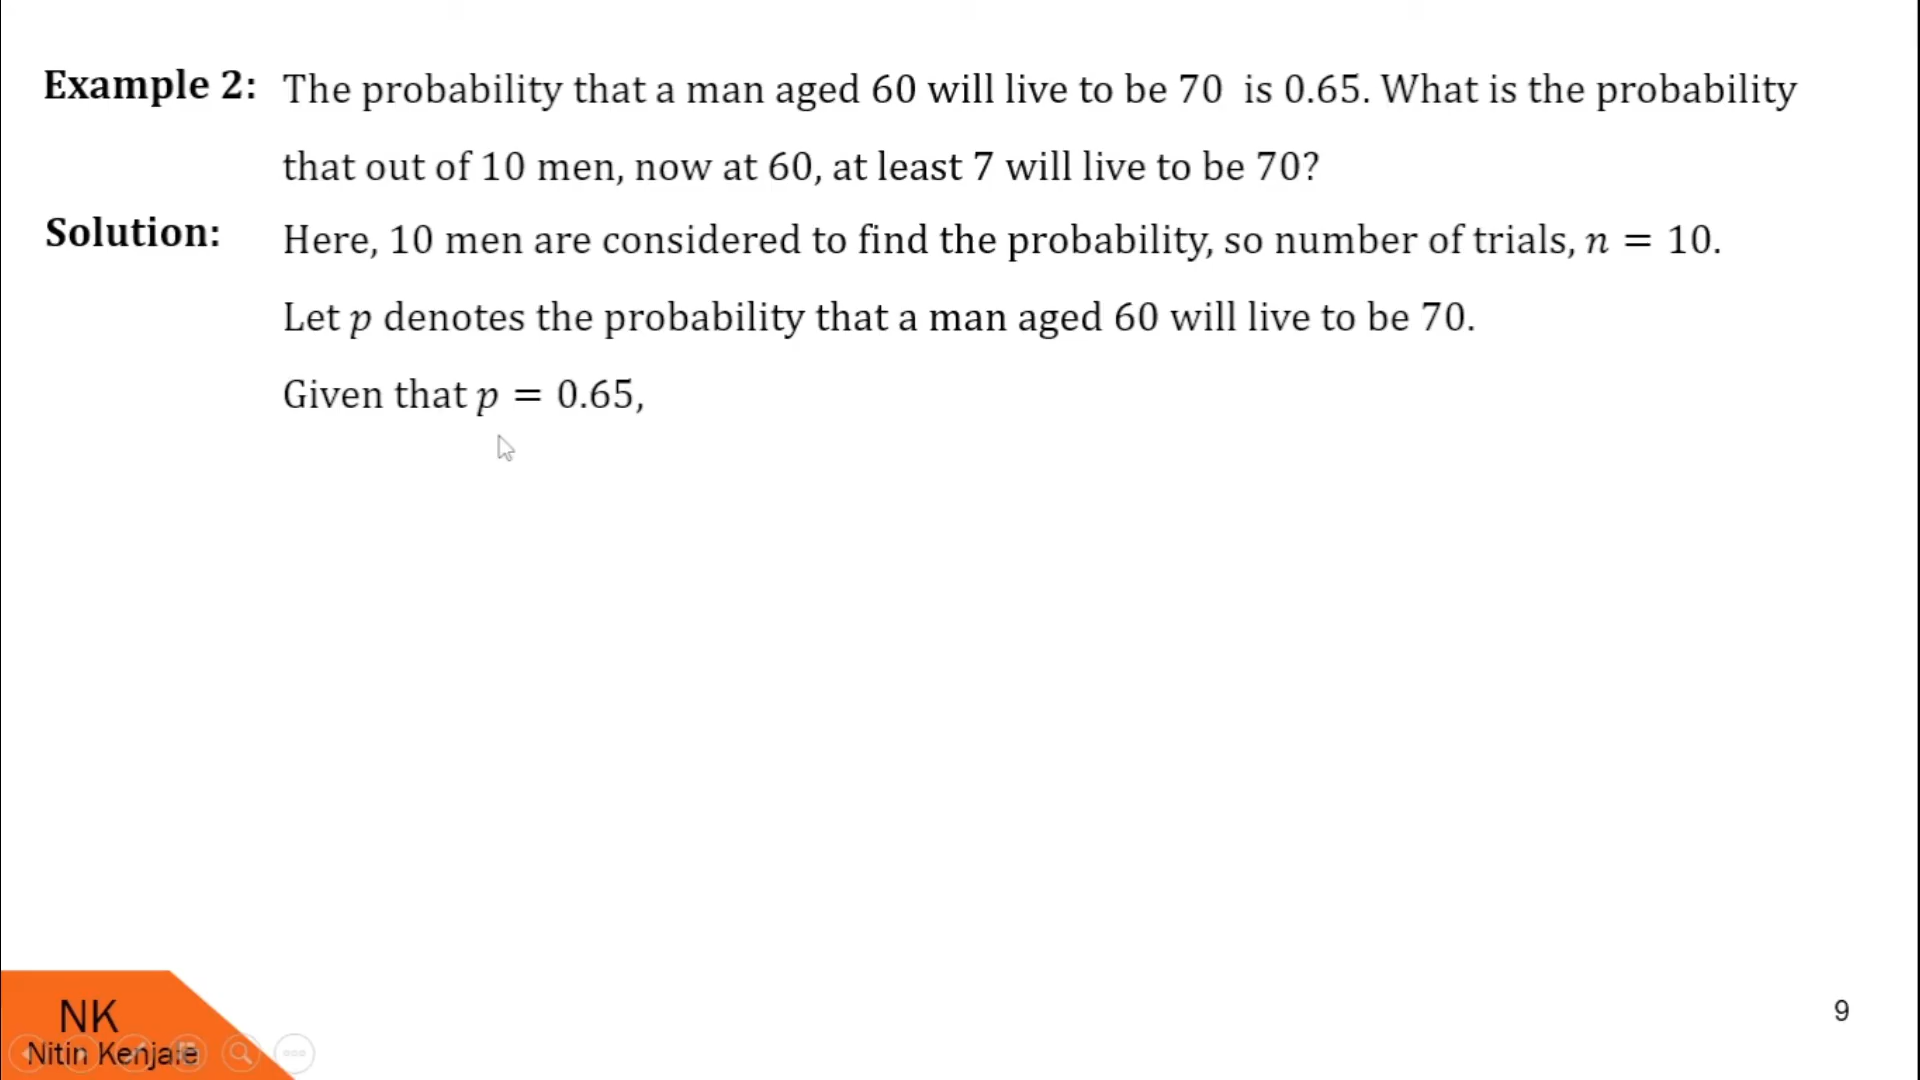 Example 2: The probability that a man aged 60 will live to be 70 is 0.65. What is the probability
that out of 10 men, now at 60, at least 7 will live to be 70?
Solution: Here, 10 men are considered to find the probability, so number of trials, n = 10.
Let p denotes the probability that a man aged 60 will live to be 70.
Given that p = 0.65,
NK
Nitin Kenjale
9